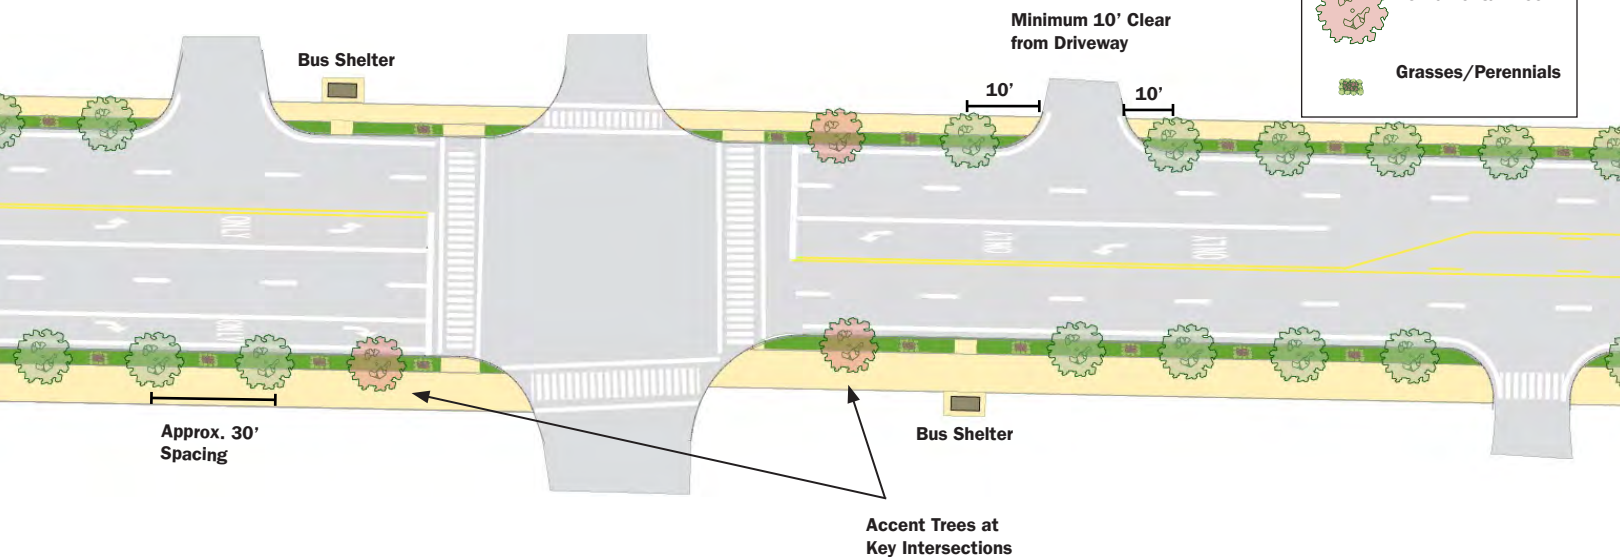 Minimum 10’ Clear
from Driveway
Grasses/Perennials
Bus Shelter
10’
10’
ONLY
ONLY
ONLY
ONLY
Approx. 30’
Spacing
Bus Shelter
Accent Trees at
Key Intersections